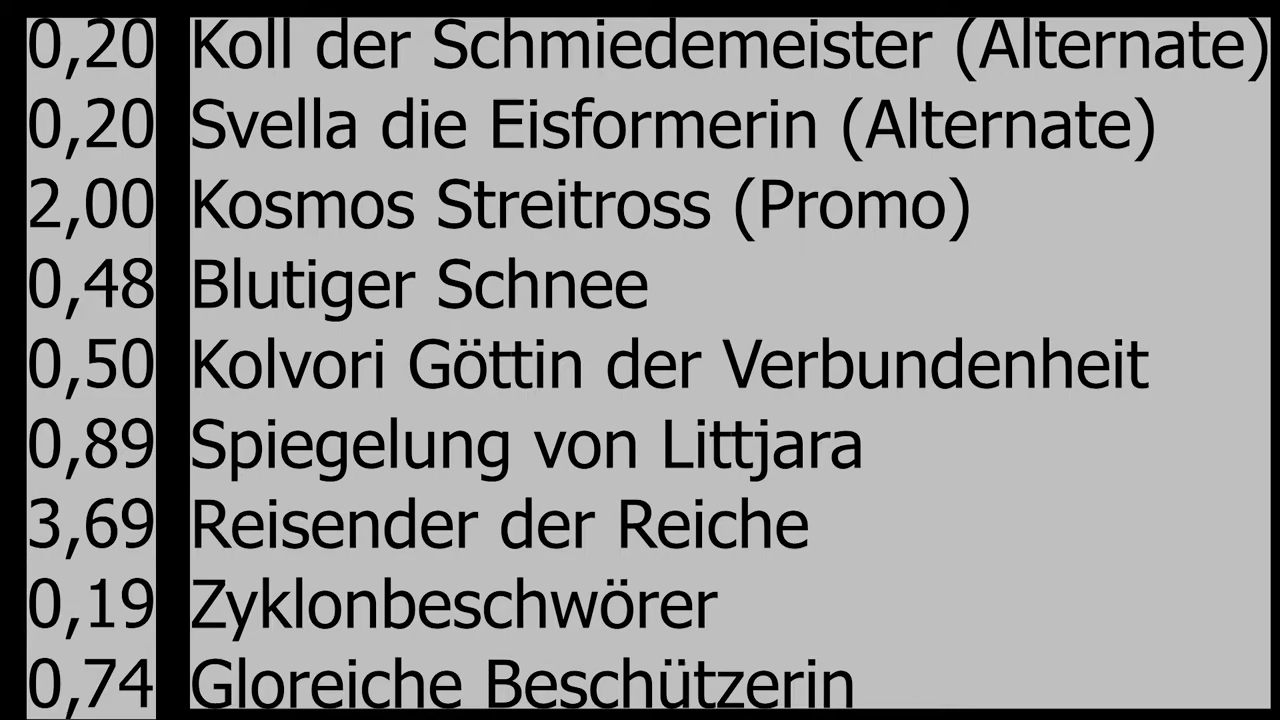 0,20 Koll der Schmiedemeister (Alternate)
0,20 Svella die Eisformerin (Alternate)
2,00 Kosmos Streitross (Promo)
0,48 Blutiger Schnee
0,50 Kolvori Göttin der Verbundenheit
0,89 Spiegelung von Littjara
3,69 Reisender der Reiche
0,19 Zyklonbeschwörer
0,74 Gloreiche Beschützerin